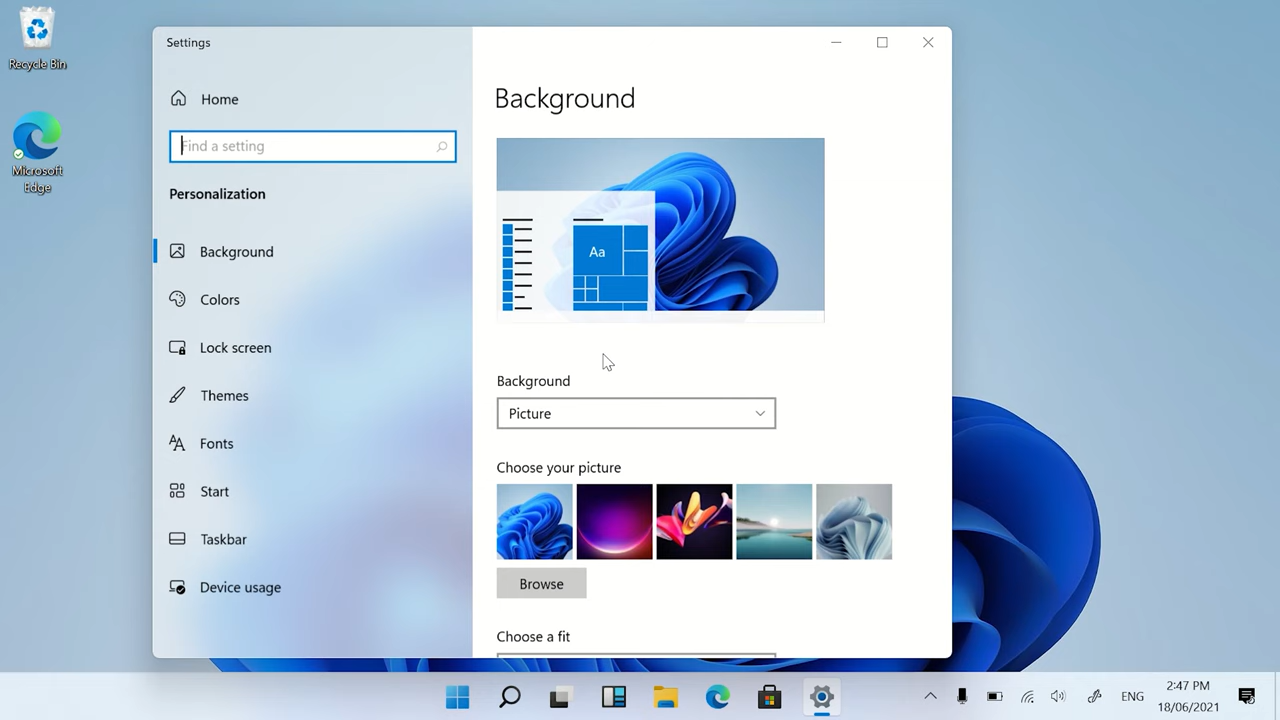 Recycle Bin
Microsoft
Edge
Settings
Home
Find a setting
Personalization
Background
Colors
Lock screen
Themes
Fonts
Start
Taskbar
Device usage
Background
Aa
Background
Picture
Choose your picture
Browse
Choose a fit
ENG
2:47 PM
18/06/2021